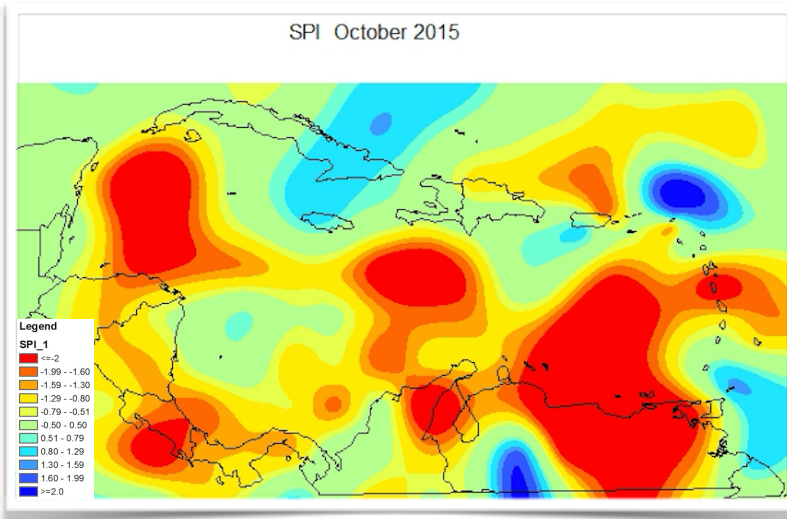 SPI October 2015
Legend
SPI_1
<=-2
-1.99 - -1.60
-1.59 - -1.30
-1.29 - -0.80
-0.79 - -0.51
-0.50 - 0.50
0.51 - 0.79
0.80 - 1.29
1.30 - 1.59
1.60 - 1.99
>=2.0